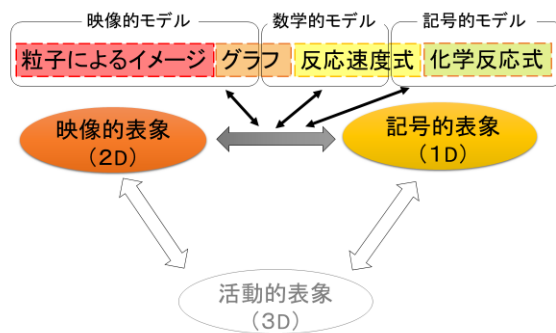 映像的モデル 数学的モデル 記号的モデル
粒子によるイメージ グラフ 反応速度式 化学反応式
映像的表象 記号的表象
(2D) (1D)
活動的表象
(3D)